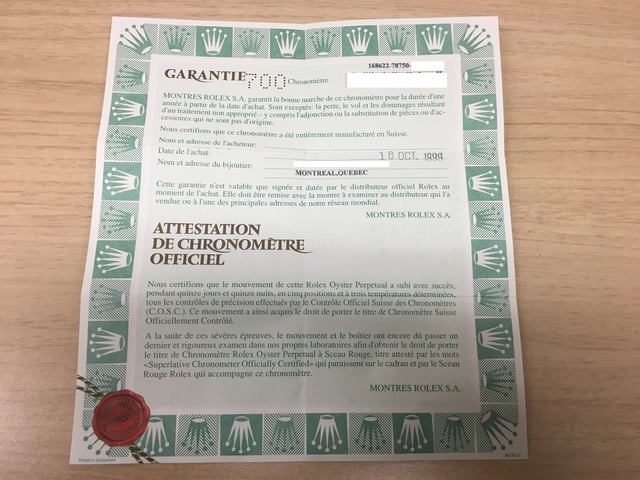 168622-78750-
GARANTIE 700 Chronomètre
MONTRES ROLEX S.A. garantit la bonne marche de ce chronomètre pour la durée d'une
année à partir de la date d'achat. Sont exceptés: la perte, le vol et les dommages résultant
d'un traitement non approprié – y compris l'adjonction ou la substitution de pièces ou d'ac-
cessoires qui ne sont pas d'origine.
Nous certifions que ce chronomètre a été entièrement manufacturé en Suisse.
Nom et adresse de l'acheteur:
Date de l'achat: 16 OCT. 1999
Nom et adresse du bijoutier:
MONTREAL,QUEBEC
Cette garantie n'est valable que signée et datée par le distributeur officiel Rolex au
moment de l'achat. Elle doit être remise avec la montre à examiner au distributeur qui l'a
vendue ou à l'une des principales adresses de notre réseau mondial.
MONTRES ROLEX S.A.
ATTESTATION
DE CHRONOMÈTRE
OFFICIEL
Nous certifions que le mouvement de cette Rolex Oyster Perpetual a subi avec succès,
pendant quinze jours et quinze nuits, en cinq positions et à trois températures déterminées,
tous les contrôles de précision effectués par le Contrôle Officiel Suisse des Chronomètres
(C.O.S.C.). Ce mouvement a ainsi acquis le droit de porter le titre de Chronomètre Suisse
Officiellement Contrôlé.
A la suite de ces sévères épreuves, le mouvement et le boîtier ont encore dû passer un
dernier et rigoureux examen dans nos propres laboratoires afin d'obtenir le droit de porter
le titre de Chronomètre Rolex Oyster Perpetual à Sceau Rouge, titre attesté par les mots
«Superlative Chronometer Officially Certified» qui paraissent sur le cadran et par le Sceau
Rouge Rolex qui accompagne ce chronomètre.
MONTRES ROLEX S.A.
Printed in Switzerland